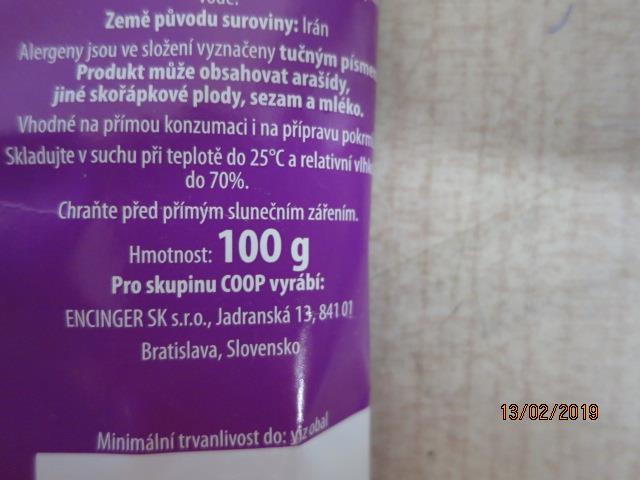 vodě.
Země původu suroviny: Irán
Alergeny jsou ve složení vyznačeny tučným písme
Produkt může obsahovat arašídy,
jiné skořápkové plody, sezam a mléko.
Vhodné na přímou konzumaci i na přípravu pokrm
Skladujte v suchu při teplotě do 25°C a relativní vlhk
do 70%.
Chraňte před přímým slunečním zářením.
Hmotnost: 100 g
Pro skupinu COOP vyrábí:
ENCINGER SK s.r.o., Jadranská 13, 841 01
Bratislava, Slovensko
Minimální trvanlivost do: viz obal
13/02/2019